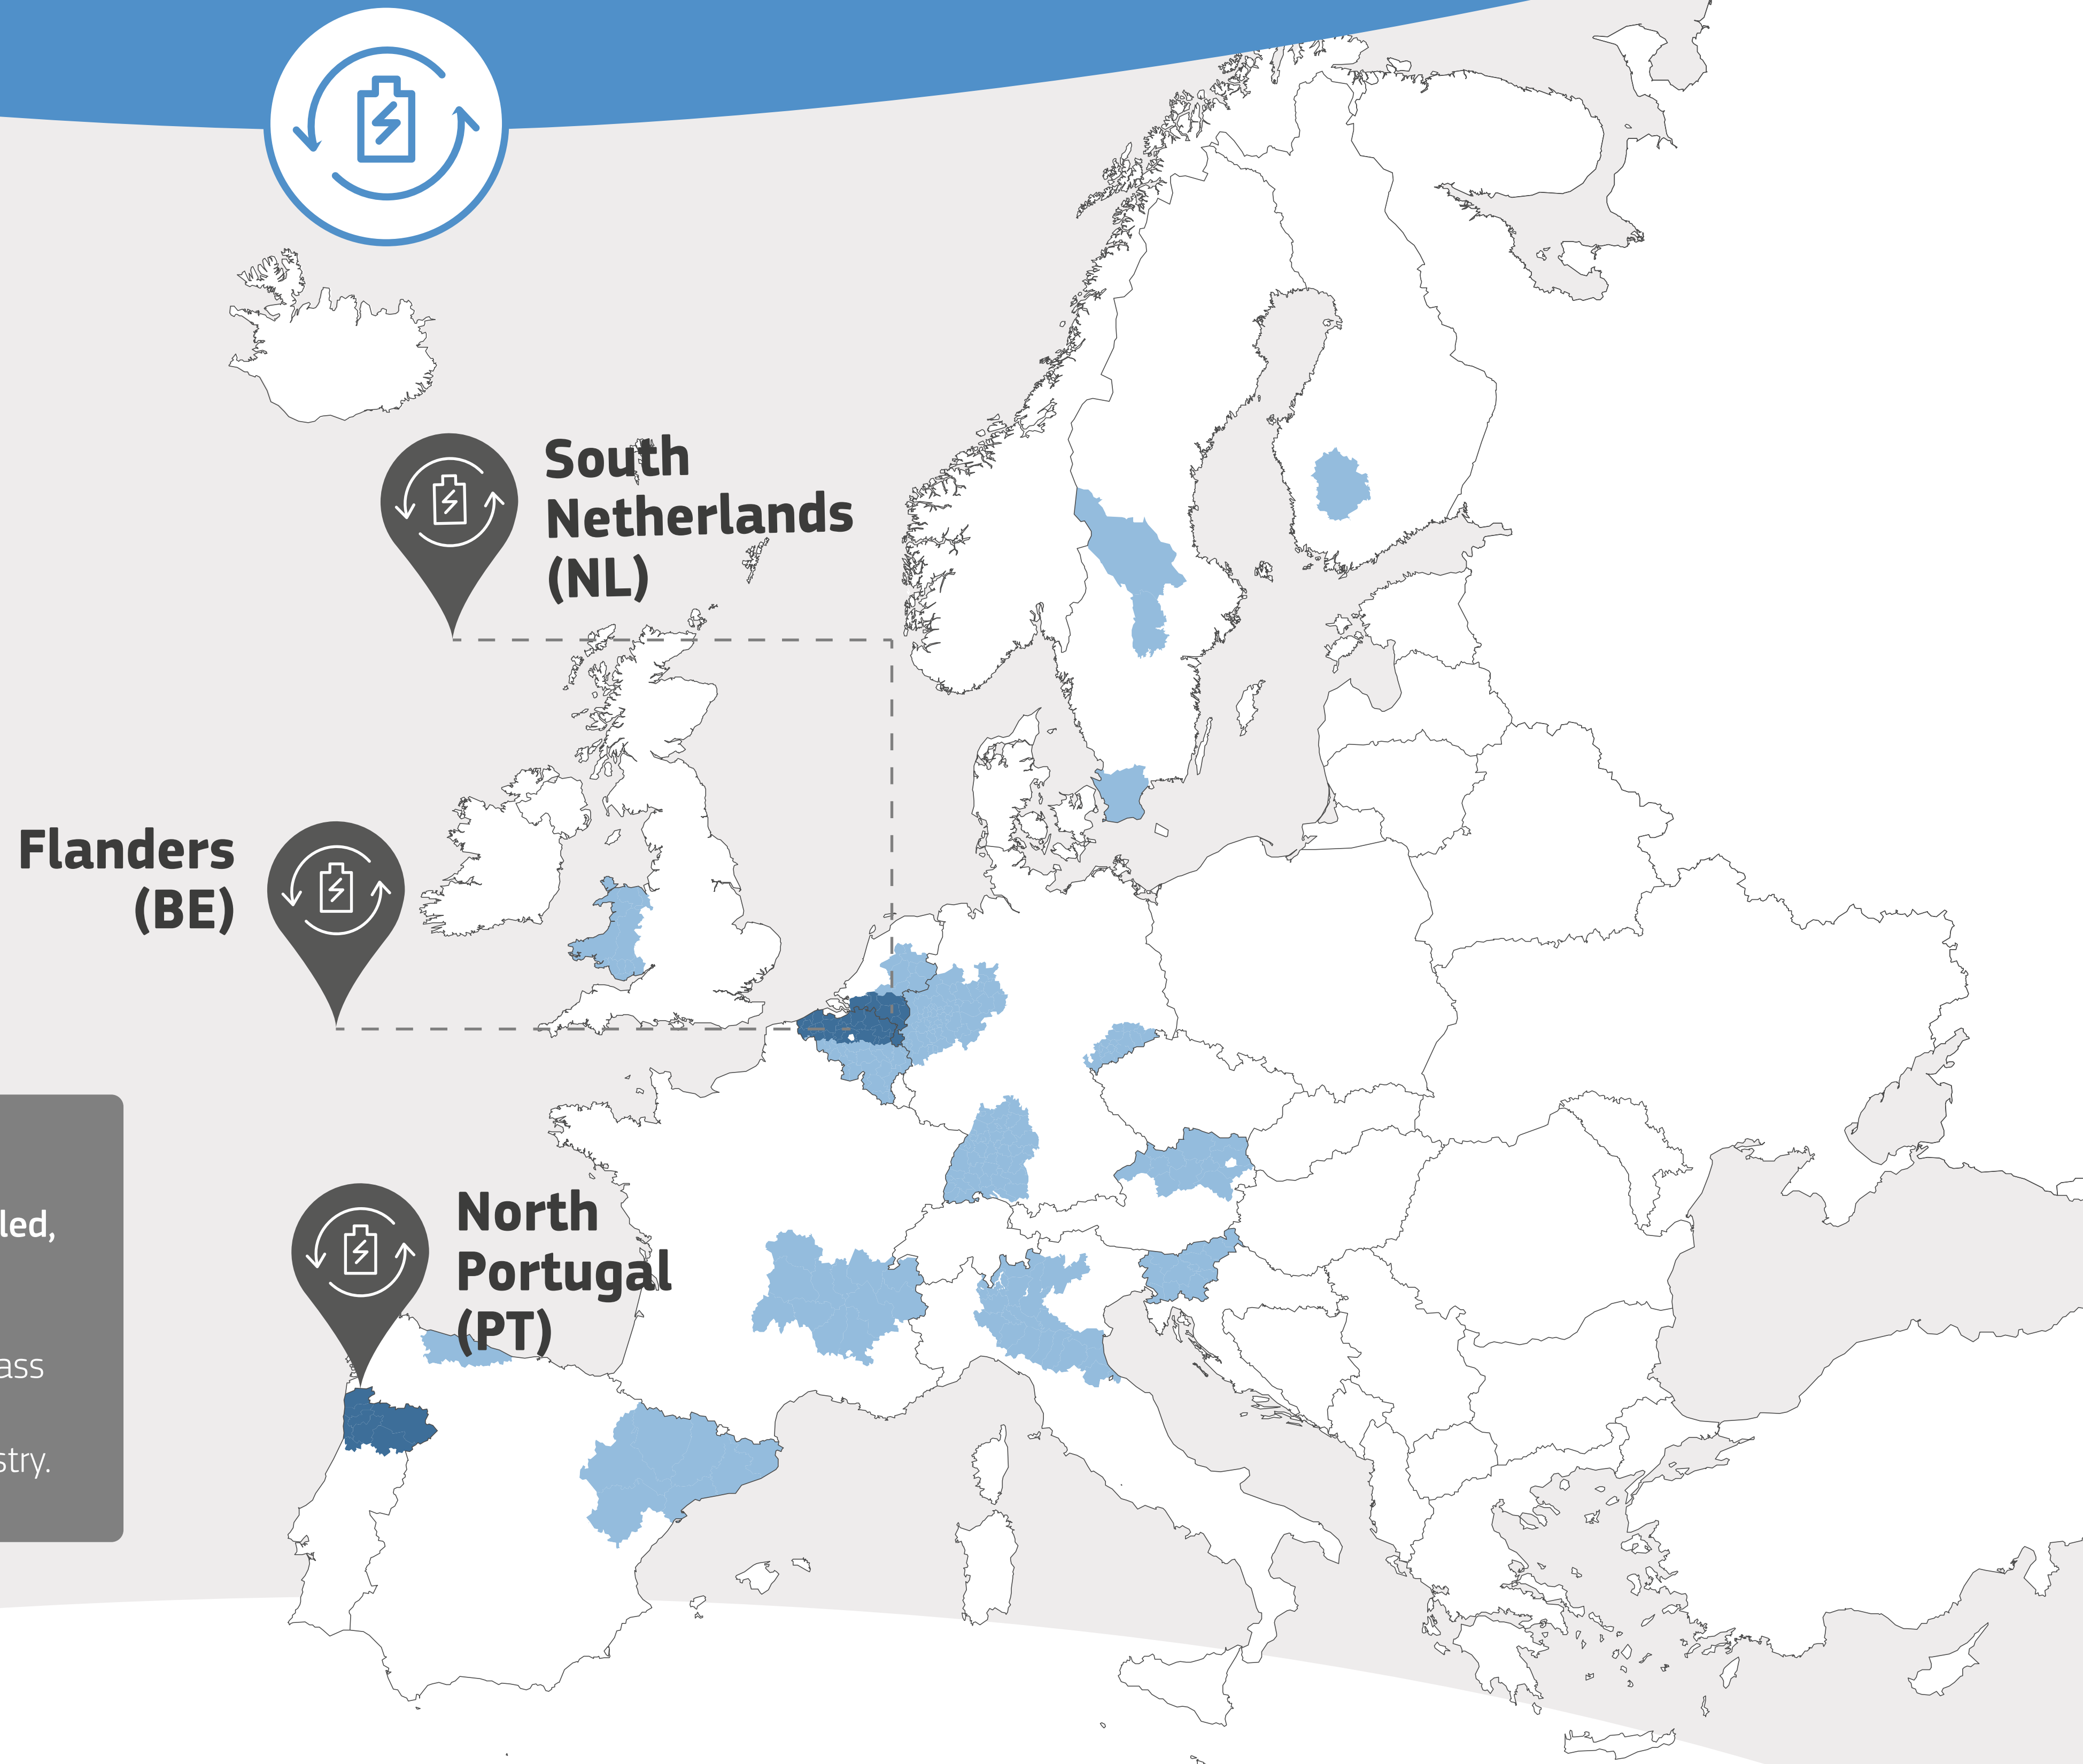 South
Netherlands
(NL)
Flanders
(BE)
North
Portugal
(PT)
led,
ass
stry.